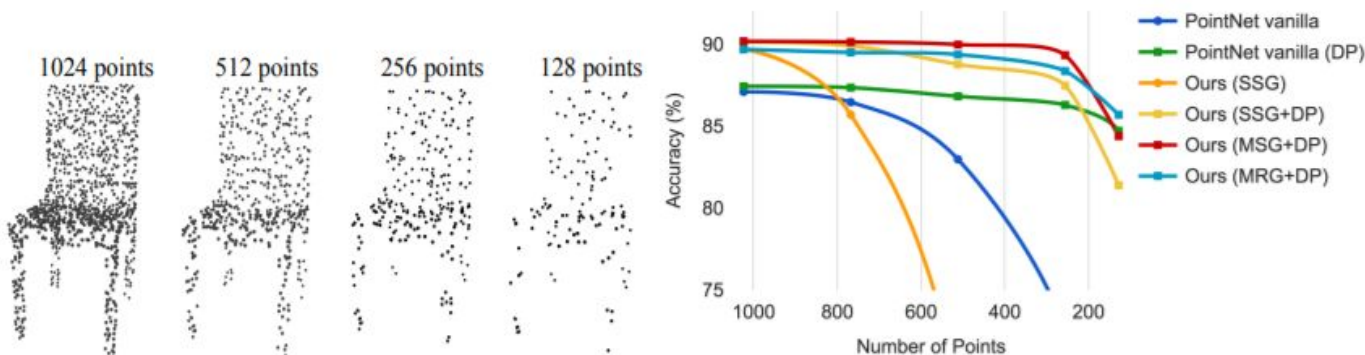 1024 points
512 points
256 points
128 points
90
85
80
75
Accuracy (%)
1000
800
600
400
200
Number of Points
PointNet vanilla
PointNet vanilla (DP)
Ours (SSG)
Ours (SSG+DP)
Ours (MSG+DP)
Ours (MRG+DP)